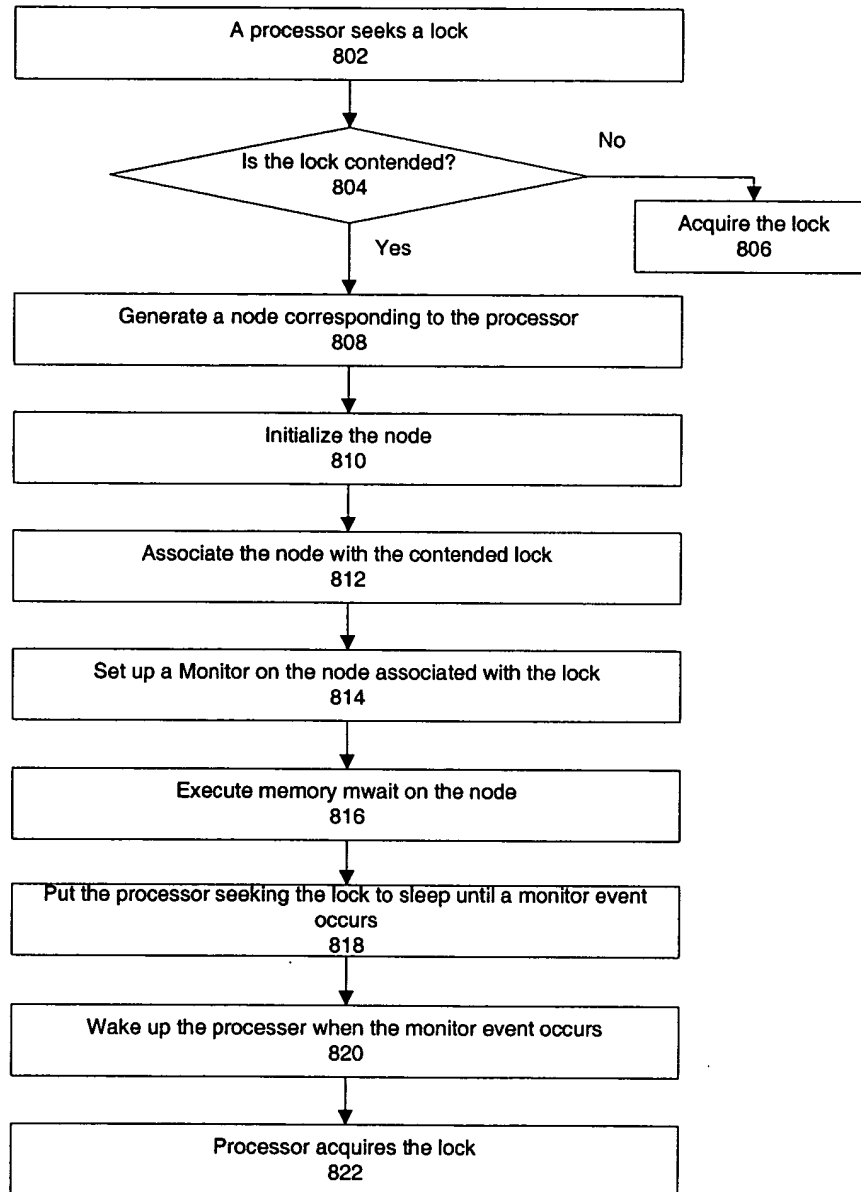 A processor seeks a lock
802
Is the lock contended?
804
No
Acquire the lock
806
Yes
Generate a node corresponding to the processor
808
Initialize the node
810
Associate the node with the contended lock
812
Set up a Monitor on the node associated with the lock
814
Execute memory mwait on the node
816
Put the processor seeking the lock to sleep until a monitor event
occurs
818
Wake up the processer when the monitor event occurs
820
Processor acquires the lock
822